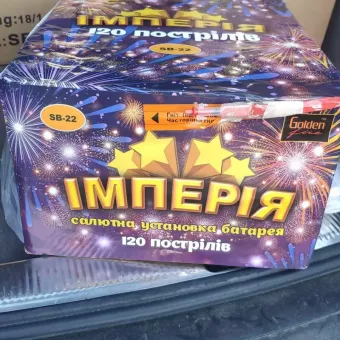 ІМПЕРІЯ
120 пострілів
SB-22
SB-22
Golden
ІМПЕРІЯ
салютна установка батарея
120 пострілів